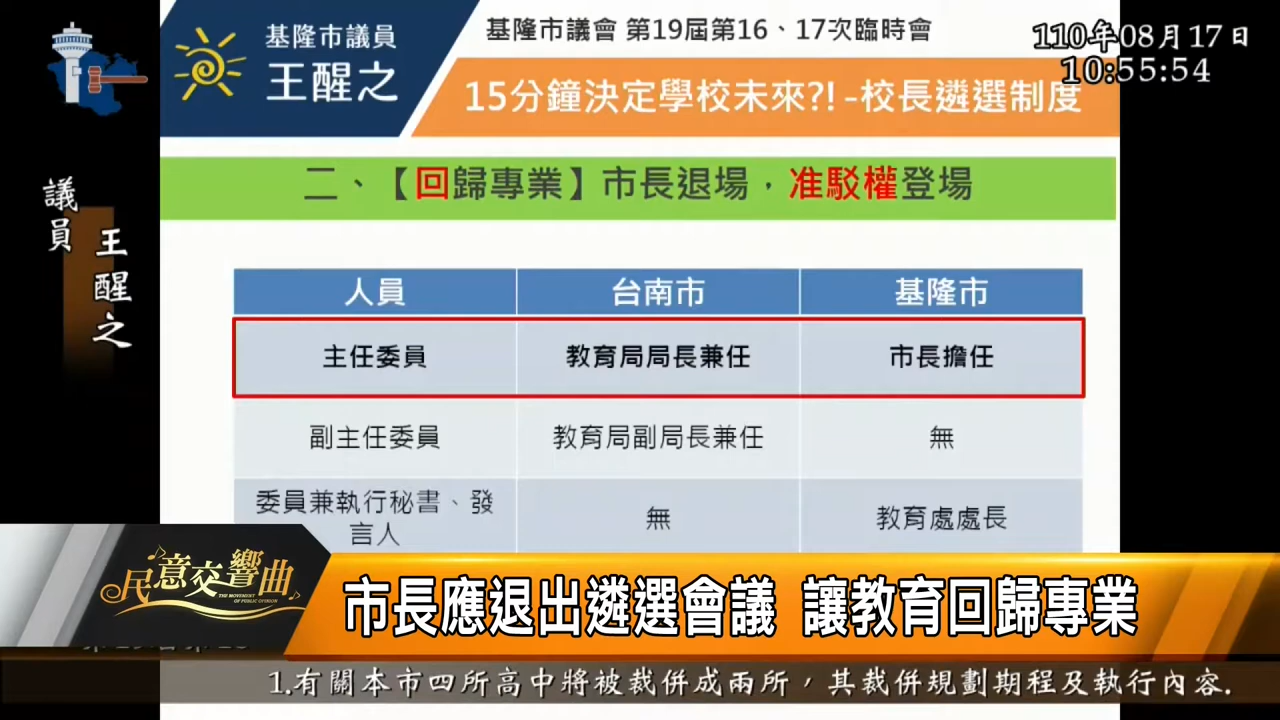 基隆市議員
王醒之
基隆市議會 第19屆第16、17次臨時會
15分鐘決定學校未來?! -校長遴選制度
110年08月17日
10:55:54
議員
王醒之
二、【回歸專業】市長退場，准駁權登場
人員 台南市 基隆市
主任委員 教育局局長兼任 市長擔任
副主任委員 教育局副局長兼任 無
委員兼執行秘書、發言人 無 教育處處長
民意交響曲
THE MOVEMENT
OF PUBLIC OPINION
市長應退出遴選會議 讓教育回歸專業
1.有關本市四所高中將被裁併成兩所，其裁併規劃期程及執行內容.